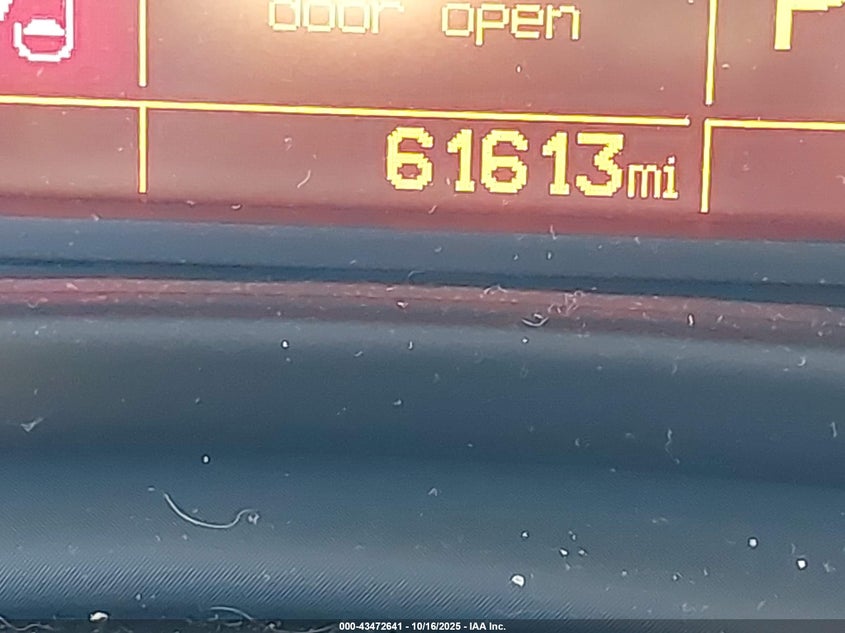 door open
P
61613mi
000-43472641 - 10/16/2025 - IAA Inc.